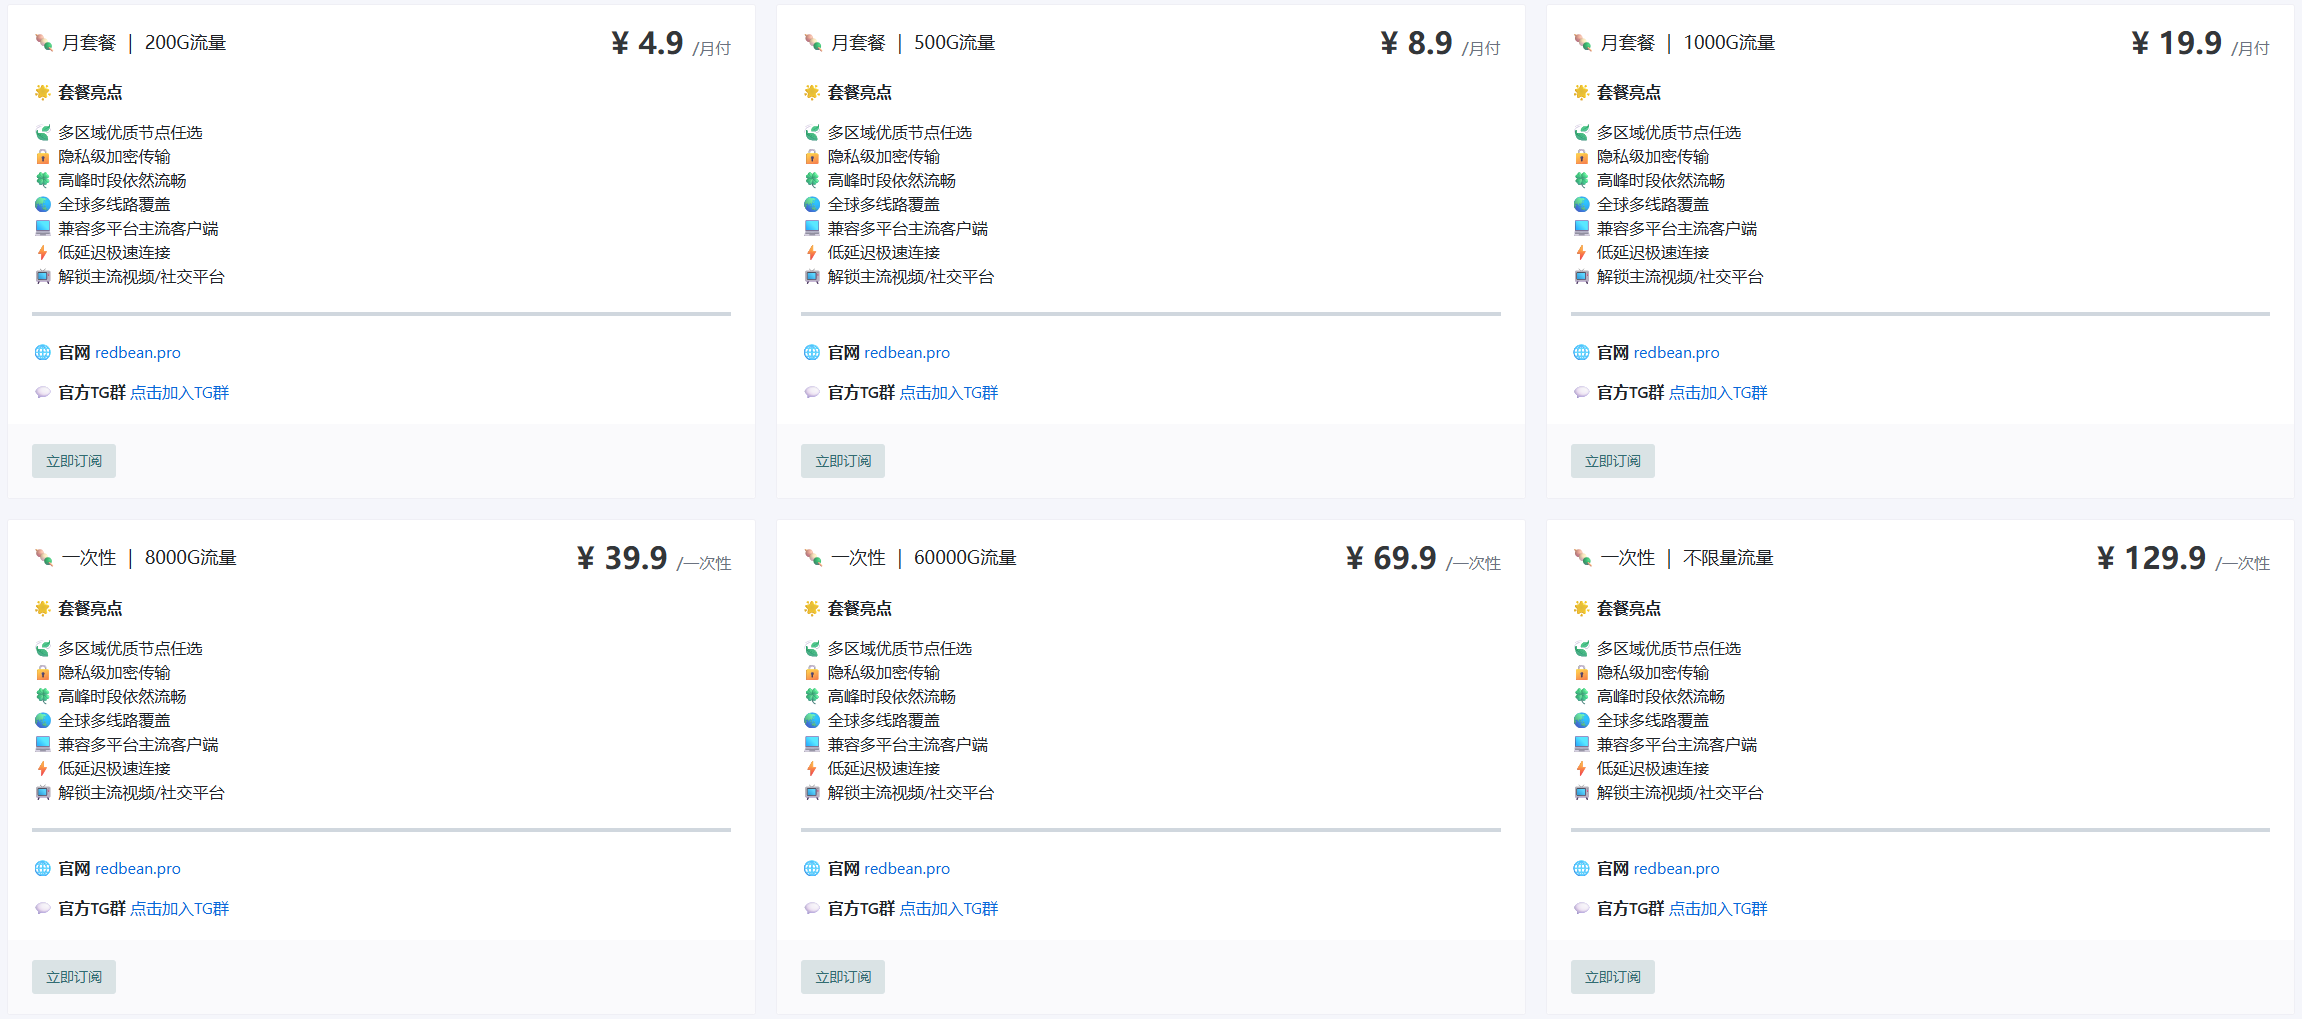 月套餐 | 200G流量
¥ 4.9 /月付
套餐亮点
多区域优质节点任选
隐私级加密传输
高峰时段依然流畅
全球多线路覆盖
兼容多平台主流客户端
低延迟极速连接
解锁主流视频/社交平台
官网 redbean.pro
官方TG群 点击加入TG群
立即订阅
月套餐 | 500G流量
¥ 8.9 /月付
套餐亮点
多区域优质节点任选
隐私级加密传输
高峰时段依然流畅
全球多线路覆盖
兼容多平台主流客户端
低延迟极速连接
解锁主流视频/社交平台
官网 redbean.pro
官方TG群 点击加入TG群
立即订阅
月套餐 | 1000G流量
¥ 19.9 /月付
套餐亮点
多区域优质节点任选
隐私级加密传输
高峰时段依然流畅
全球多线路覆盖
兼容多平台主流客户端
低延迟极速连接
解锁主流视频/社交平台
官网 redbean.pro
官方TG群 点击加入TG群
立即订阅
一次性 | 8000G流量
¥ 39.9 /一次性
套餐亮点
多区域优质节点任选
隐私级加密传输
高峰时段依然流畅
全球多线路覆盖
兼容多平台主流客户端
低延迟极速连接
解锁主流视频/社交平台
官网 redbean.pro
官方TG群 点击加入TG群
立即订阅
一次性 | 60000G流量
¥ 69.9 /一次性
套餐亮点
多区域优质节点任选
隐私级加密传输
高峰时段依然流畅
全球多线路覆盖
兼容多平台主流客户端
低延迟极速连接
解锁主流视频/社交平台
官网 redbean.pro
官方TG群 点击加入TG群
立即订阅
一次性 | 不限量流量
¥ 129.9 /一次性
套餐亮点
多区域优质节点任选
隐私级加密传输
高峰时段依然流畅
全球多线路覆盖
兼容多平台主流客户端
低延迟极速连接
解锁主流视频/社交平台
官网 redbean.pro
官方TG群 点击加入TG群
立即订阅